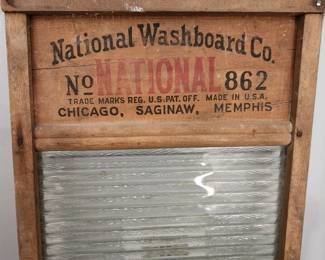 National Washboard Co.
No NATIONAL 862
TRADE MARKS REG. U.S. PAT. OFF. MADE IN U.S.A.
CHICAGO, SAGINAW, MEMPHIS